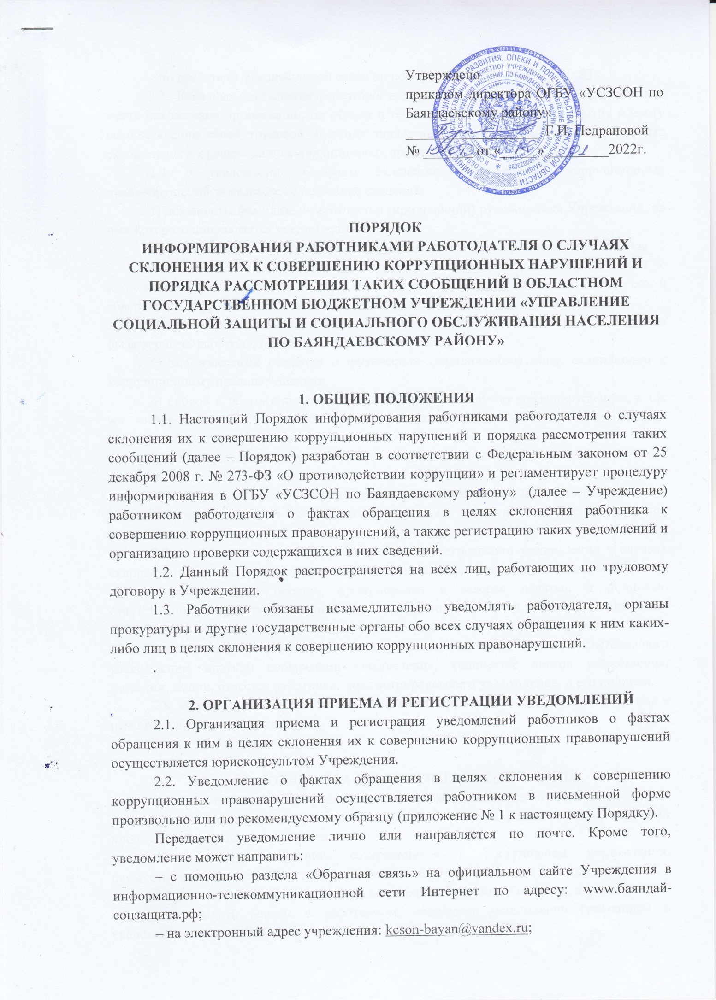 Утверждено
приказом директора ОГБУ «УСЗСОН по
Баяндаевскому району»
Г.И. Педрановой
№ от « » 01 2022г.
ПОРЯДОК
ИНФОРМИРОВАНИЯ РАБОТНИКАМИ РАБОТОДАТЕЛЯ О СЛУЧАЯХ
СКЛОНЕНИЯ ИХ К СОВЕРШЕНИЮ КОРРУПЦИОННЫХ НАРУШЕНИЙ И
ПОРЯДКА РАССМОТРЕНИЯ ТАКИХ СООБЩЕНИЙ В ОБЛАСТНОМ
ГОСУДАРСТВЕННОМ БЮДЖЕТНОМ УЧРЕЖДЕНИИ «УПРАВЛЕНИЕ
СОЦИАЛЬНОЙ ЗАЩИТЫ И СОЦИАЛЬНОГО ОБСЛУЖИВАНИЯ НАСЕЛЕНИЯ
ПО БАЯНДАЕВСКОМУ РАЙОНУ»
1. ОБЩИЕ ПОЛОЖЕНИЯ
1.1. Настоящий Порядок информирования работниками работодателя о случаях
склонения их к совершению коррупционных нарушений и порядка рассмотрения таких
сообщений (далее – Порядок) разработан в соответствии с Федеральным законом от 25
декабря 2008 г. № 273-ФЗ «О противодействии коррупции» и регламентирует процедуру
информирования в ОГБУ «УСЗСОН по Баяндаевскому району» (далее – Учреждение)
работником работодателя о фактах обращения в целях склонения работника к
совершению коррупционных правонарушений, а также регистрацию таких уведомлений и
организацию проверки содержащихся в них сведений.
1.2. Данный Порядок распространяется на всех лиц, работающих по трудовому
договору в Учреждении.
1.3. Работники обязаны незамедлительно уведомлять работодателя, органы
прокуратуры и другие государственные органы обо всех случаях обращения к ним каких-
либо лиц в целях склонения к совершению коррупционных правонарушений.
.
2. ОРГАНИЗАЦИЯ ПРИЕМА И РЕГИСТРАЦИИ УВЕДОМЛЕНИЙ
2.1. Организация приема и регистрация уведомлений работников о фактах
обращения к ним в целях склонения их к совершению коррупционных правонарушений
осуществляется юрисконсультом Учреждения.
2.2. Уведомление о фактах обращения в целях склонения к совершению
коррупционных правонарушений осуществляется работником в письменной форме
произвольно или по рекомендуемому образцу (приложение № 1 к настоящему Порядку).
Передается уведомление лично или направляется по почте. Кроме того,
уведомление может направить:
– с помощью раздела «Обратная связь» на официальном сайте Учреждения в
информационно-телекоммуникационной сети Интернет по адресу: www.баяндай-
соцзащита.рф;
– на электронный адрес учреждения: kcson-bayan@yandex.ru;